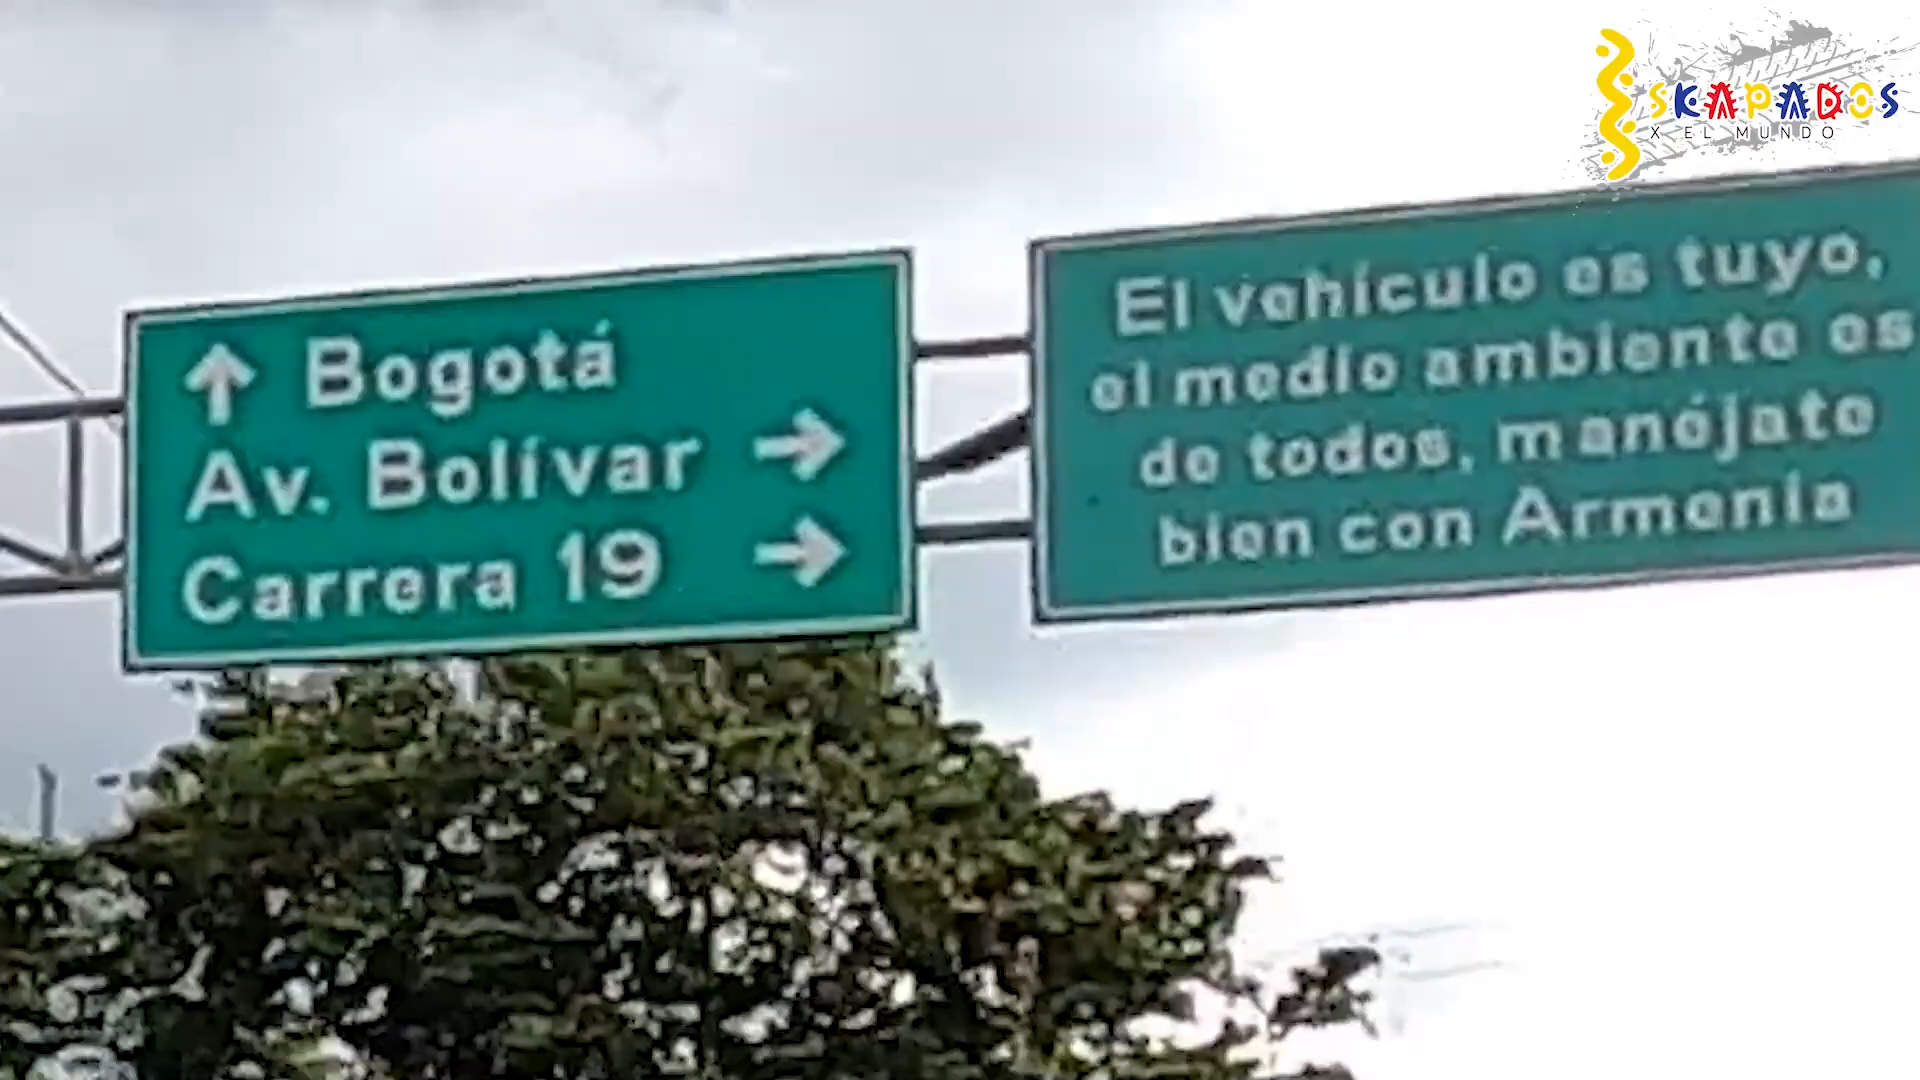 ↑ Bogotá
Av. Bolívar →
Carrera 19 →
El vehículo es tuyo,
el medio ambiente es
de todos, manéjate
bien con Armenia
ESKAPADOS
X EL MUNDO